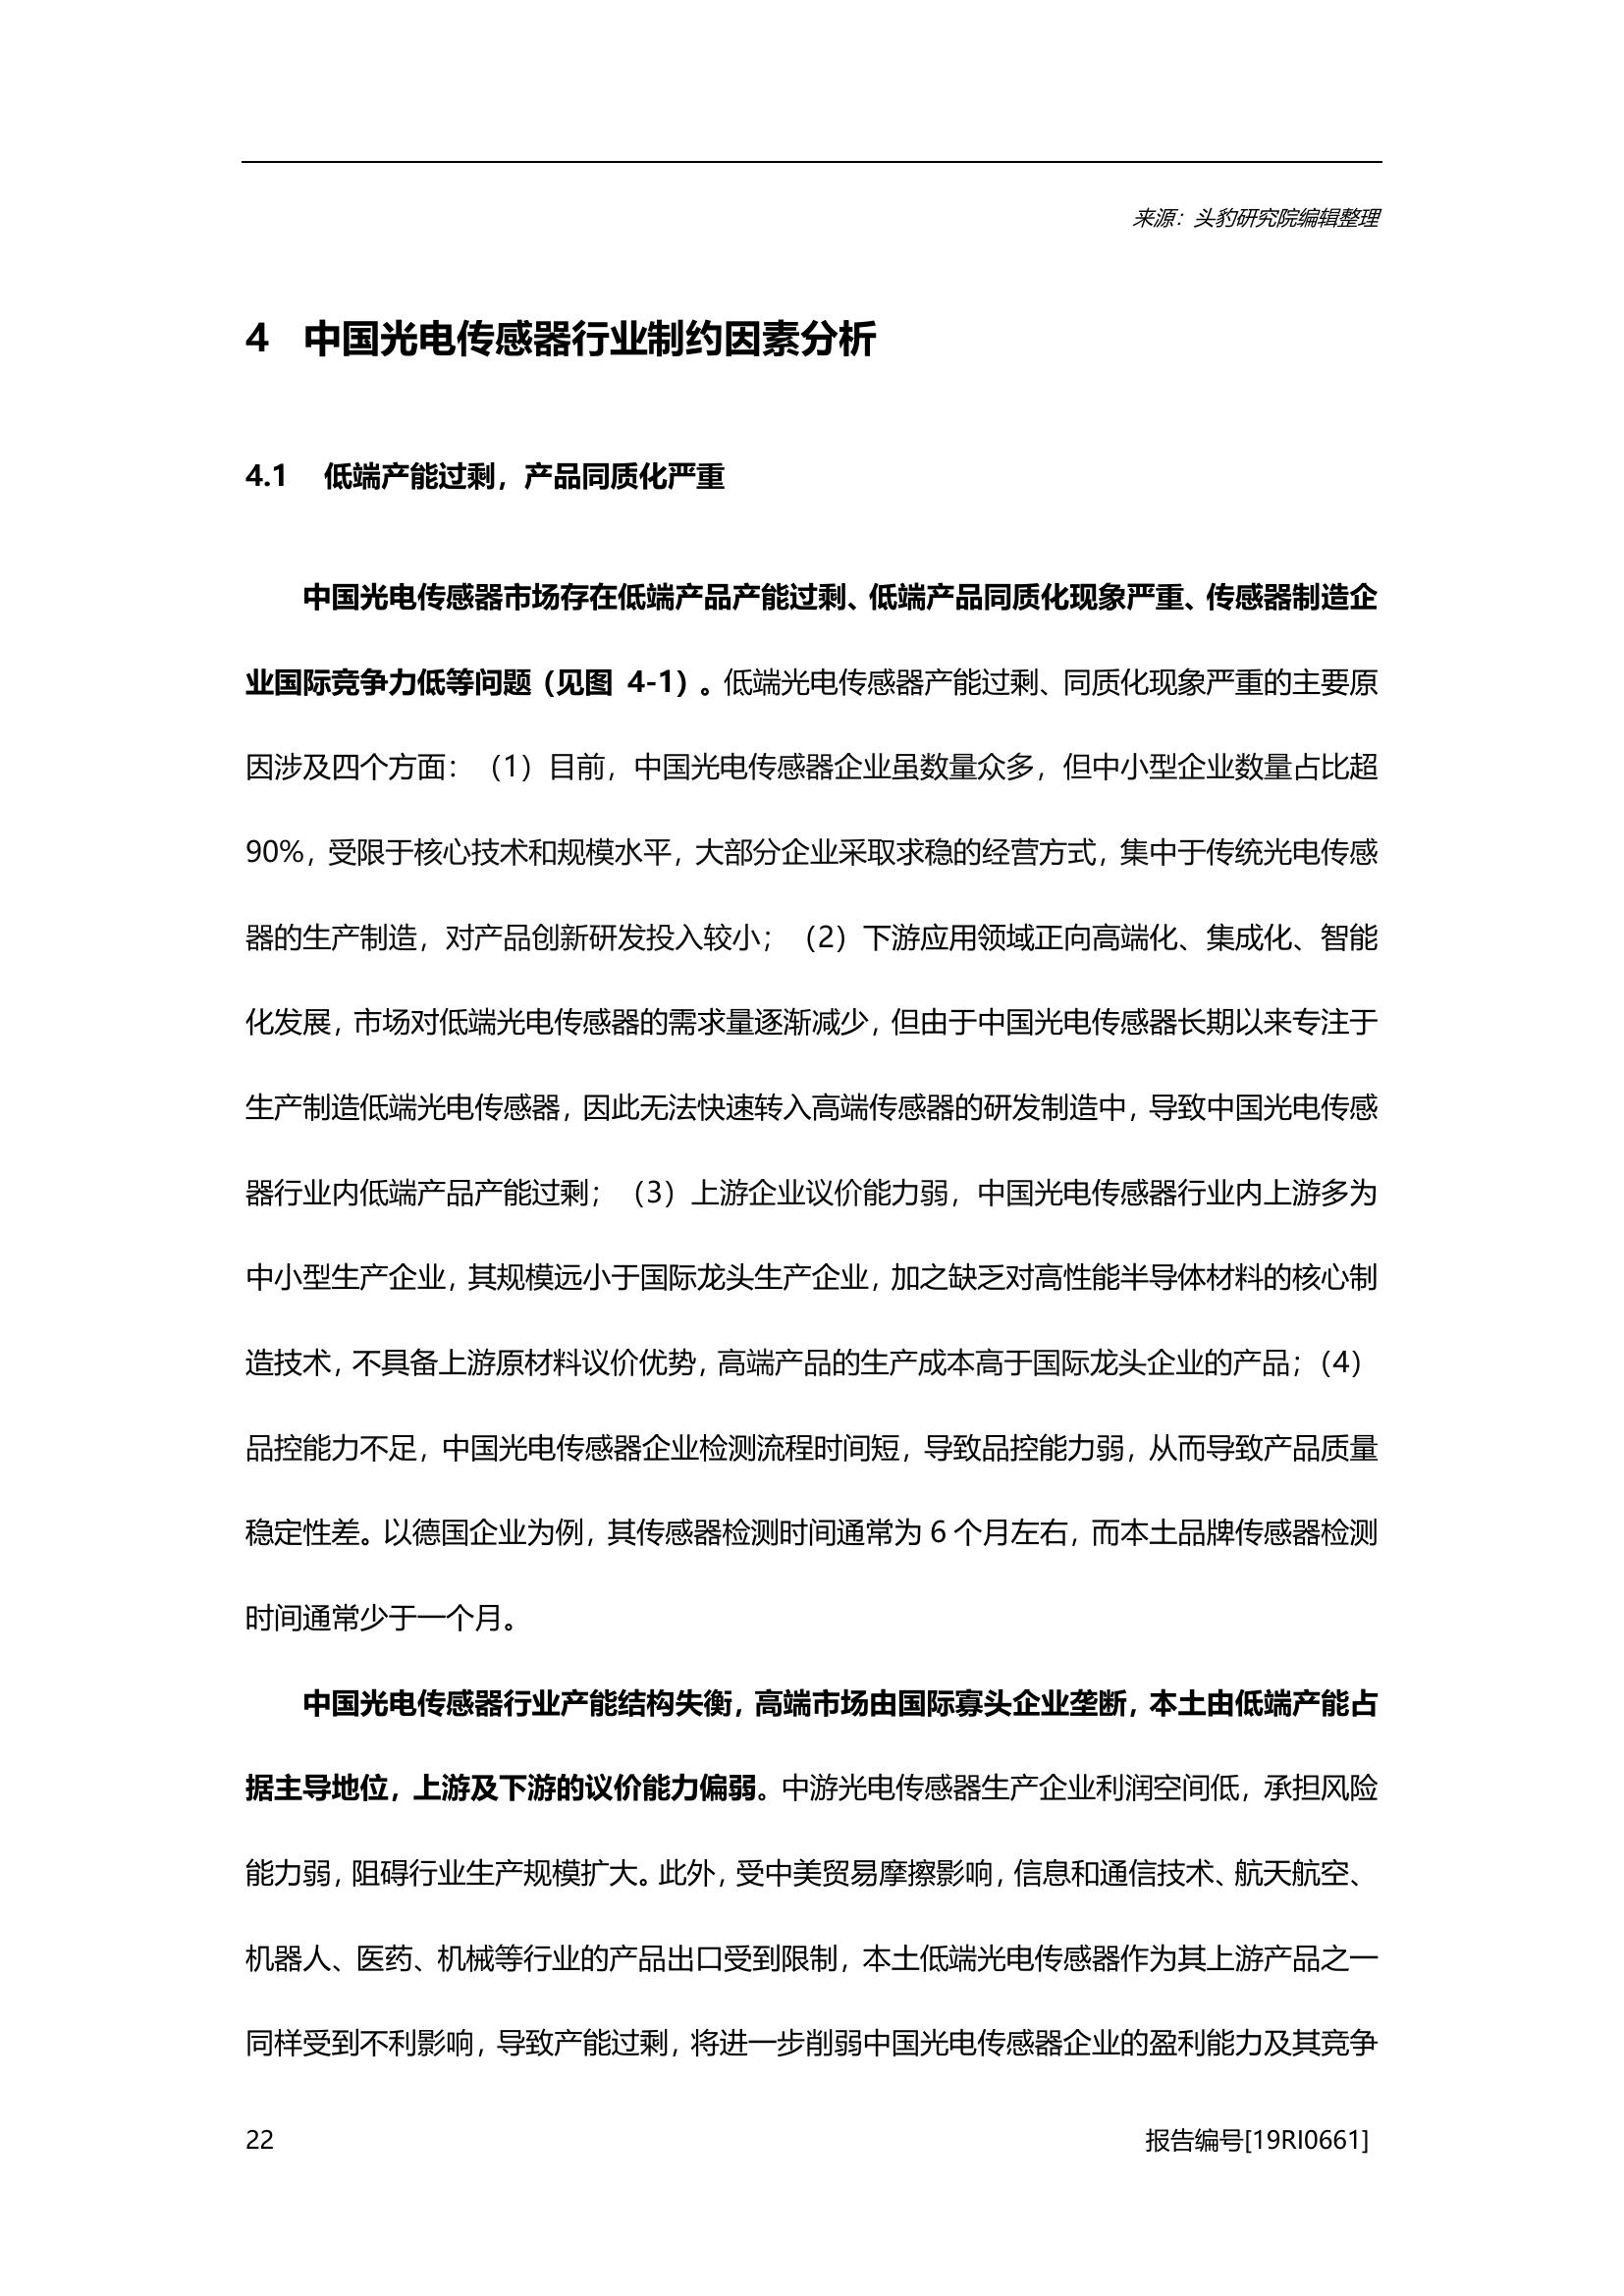 来源：头豹研究院编辑整理
4 中国光电传感器行业制约因素分析
4.1 低端产能过剩，产品同质化严重
中国光电传感器市场存在低端产品产能过剩、低端产品同质化现象严重、传感器制造企
业国际竞争力低等问题（见图 4-1）。低端光电传感器产能过剩、同质化现象严重的主要原
因涉及四个方面：（1）目前，中国光电传感器企业虽数量众多，但中小型企业数量占比超
90%，受限于核心技术和规模水平，大部分企业采取求稳的经营方式，集中于传统光电传感
器的生产制造，对产品创新研发投入较小；（2）下游应用领域正向高端化、集成化、智能
化发展，市场对低端光电传感器的需求量逐渐减少，但由于中国光电传感器长期以来专注于
生产制造低端光电传感器，因此无法快速转入高端传感器的研发制造中，导致中国光电传感
器行业内低端产品产能过剩；（3）上游企业议价能力弱，中国光电传感器行业内上游多为
中小型生产企业，其规模远小于国际龙头生产企业，加之缺乏对高性能半导体材料的核心制
造技术，不具备上游原材料议价优势，高端产品的生产成本高于国际龙头企业的产品；（4）
品控能力不足，中国光电传感器企业检测流程时间短，导致品控能力弱，从而导致产品质量
稳定性差。以德国企业为例，其传感器检测时间通常为 6 个月左右，而本土品牌传感器检测
时间通常少于一个月。
中国光电传感器行业产能结构失衡，高端市场由国际寡头企业垄断，本土由低端产能占
据主导地位，上游及下游的议价能力偏弱。中游光电传感器生产企业利润空间低，承担风险
能力弱，阻碍行业生产规模扩大。此外，受中美贸易摩擦影响，信息和通信技术、航天航空、
机器人、医药、机械等行业的产品出口受到限制，本土低端光电传感器作为其上游产品之一
同样受到不利影响，导致产能过剩，将进一步削弱中国光电传感器企业的盈利能力及其竞争
22 报告编号[19RI0661]